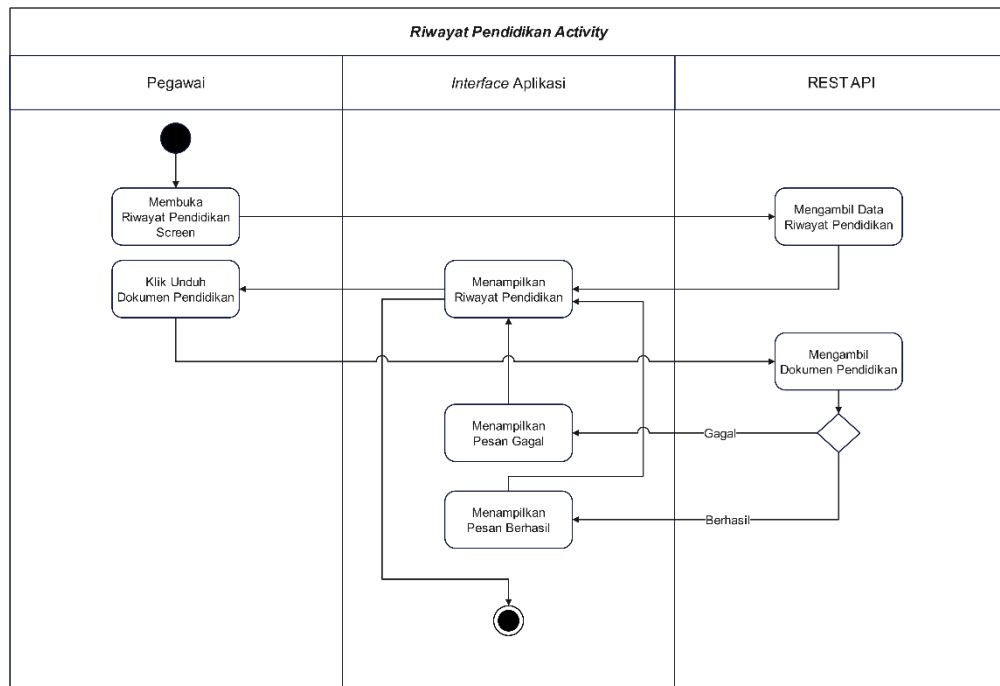 Riwayat Pendidikan Activity
Pegawai
Interface Aplikasi
REST API
Membuka
Riwayat Pendidikan
Screen
Mengambil Data
Riwayat Pendidikan
Klik Unduh
Dokumen Pendidikan
Menampilkan
Riwayat Pendidikan
Mengambil
Dokumen Pendidikan
Menampilkan
Pesan Gagal
Gagal
Menampilkan
Pesan Berhasil
Berhasil